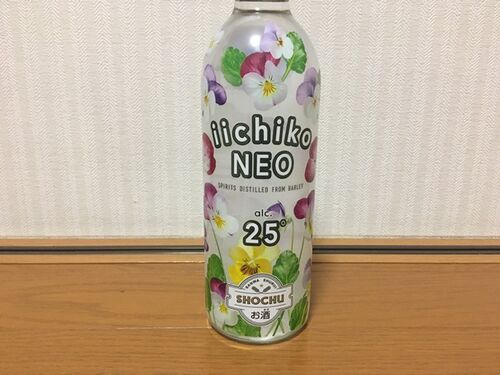 iichiko
NEO
SPIRITS DISTILLED FROM BARLEY
alc.
25°
SHOCHU
お酒